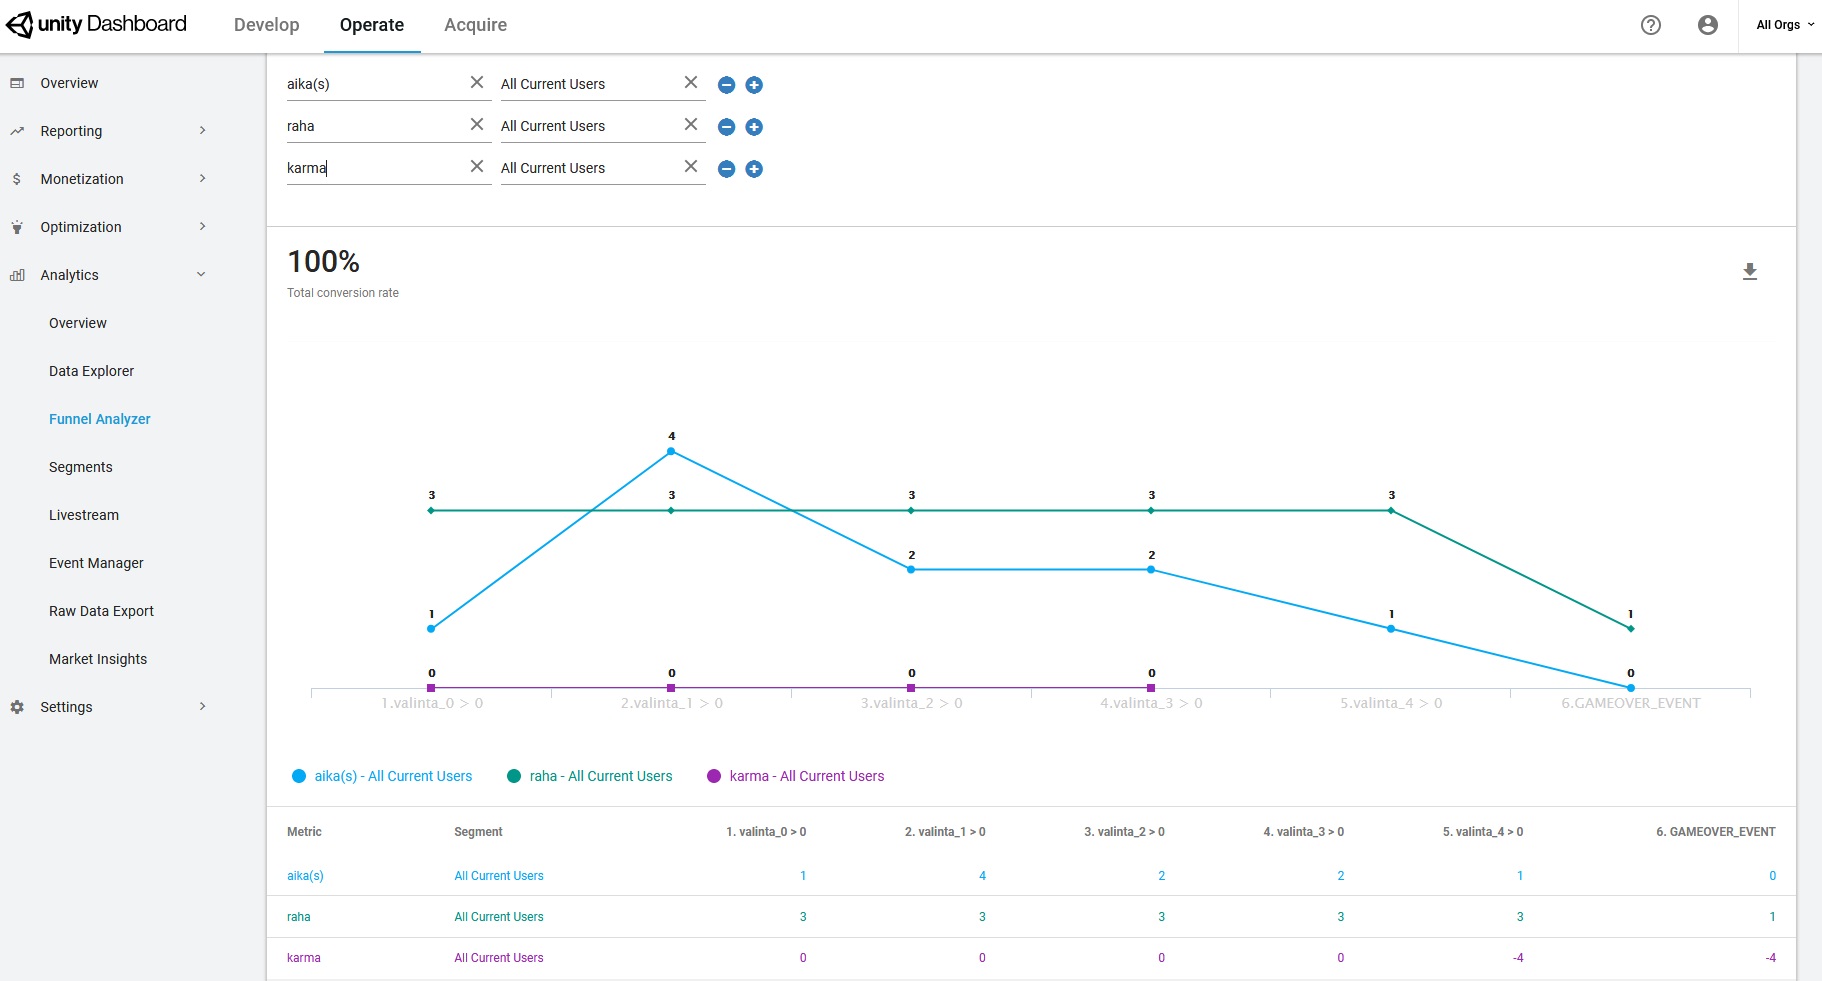 unity Dashboard
Develop
Operate
Acquire
All Orgs
Overview
Reporting
Monetization
Optimization
Analytics
Overview
Data Explorer
Funnel Analyzer
Segments
Livestream
Event Manager
Raw Data Export
Market Insights
Settings
aika(s) All Current Users
raha All Current Users
karma All Current Users
100%
Total conversion rate
4
3 3 3 3 3
2 2
1 1 1
0 0 0 0 0
1.valinta_0 > 0 2.valinta_1 > 0 3.valinta_2 > 0 4.valinta_3 > 0 5.valinta_4 > 0 6.GAMEOVER_EVENT
aika(s) - All Current Users raha - All Current Users karma - All Current Users
Metric Segment 1. valinta_0 > 0 2. valinta_1 > 0 3. valinta_2 > 0 4. valinta_3 > 0 5. valinta_4 > 0 6. GAMEOVER_EVENT
aika(s) All Current Users 1 4 2 2 1 0
raha All Current Users 3 3 3 3 3 1
karma All Current Users 0 0 0 0 -4 -4